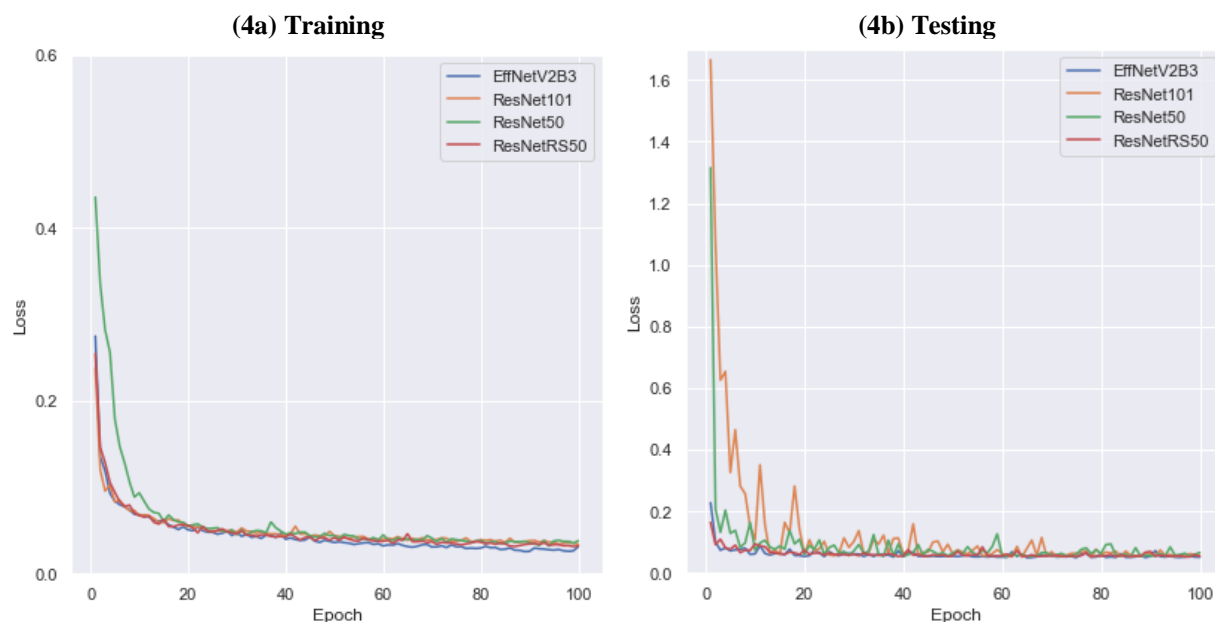 (4a) Training
0.6
0.4
0.2
0.0
Loss
0 20 40 60 80 100
Epoch
EffNetV2B3
ResNet101
ResNet50
ResNetRS50
(4b) Testing
1.6
1.4
1.2
1.0
0.8
0.6
0.4
0.2
0.0
Loss
0 20 40 60 80 100
Epoch
EffNetV2B3
ResNet101
ResNet50
ResNetRS50